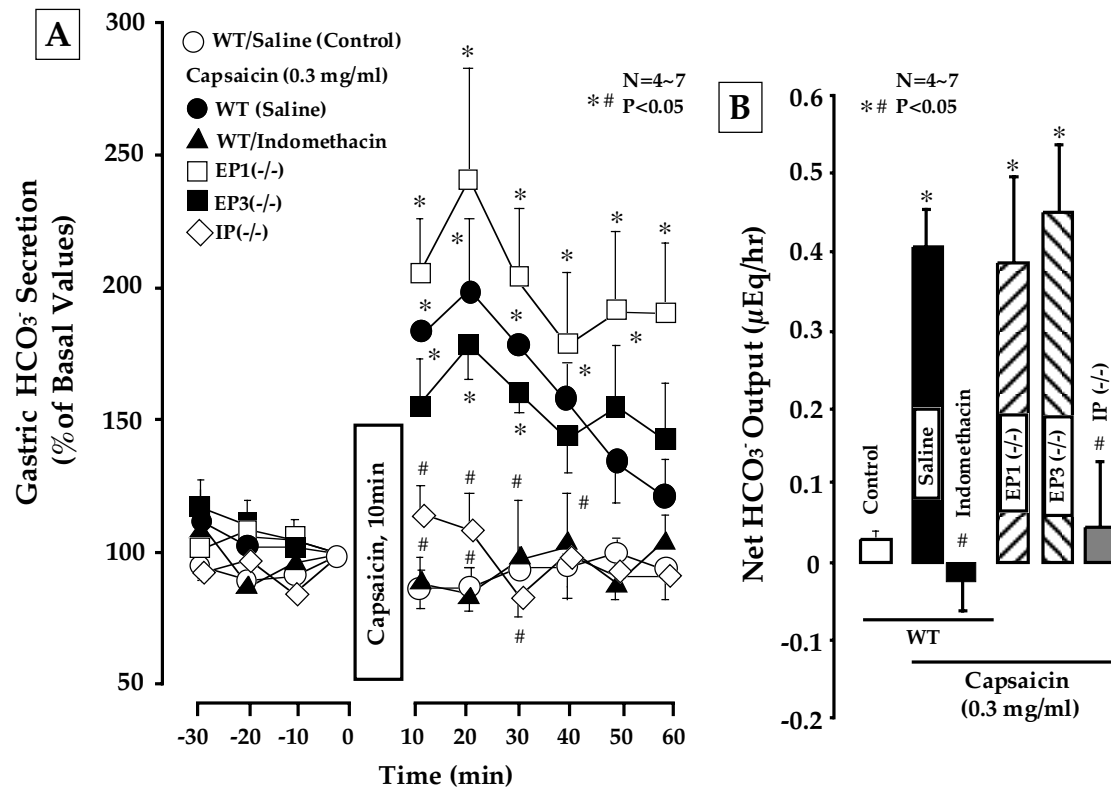 A
300
250
200
150
100
50
Gastric HCO3- Secretion
(% of Basal Values)
WT/Saline (Control)
Capsaicin (0.3 mg/ml)
WT (Saline)
WT/Indomethacin
EP1(-/-)
EP3(-/-)
IP(-/-)
N=4~7
*# P<0.05
* * * * * *
* * * * *
* * * *
# # # #
# #
#
Capsaicin, 10min
-30 -20 -10 0 10 20 30 40 50 60
Time (min)
B
N=4~7
*# P<0.05
0.6
0.5
0.4
0.3
0.2
0.1
0
-0.1
-0.2
Net HCO3- Output (µEq/hr)
* * *
Control
Saline
# Indomethacin
EP1 (-/-)
EP3 (-/-)
# IP (-/-)
WT
Capsaicin
(0.3 mg/ml)